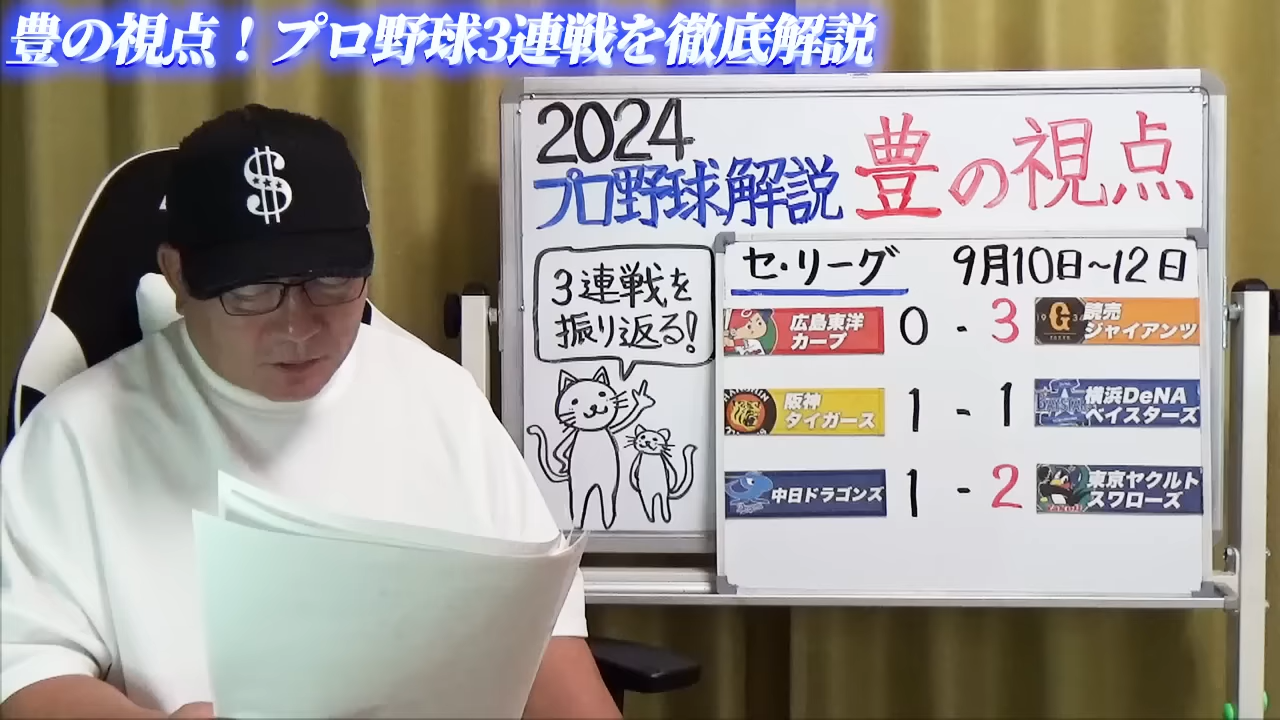 豊の視点！プロ野球3連戦を徹底解説
$
2024
プロ野球解説 豊の視点
3連戦を
振り返る!
セ・リーグ 9月10日~12日
広島東洋
カープ
0 - 3
読売
ジャイアンツ
阪神
タイガース
1 - 1
横浜DeNA
ベイスターズ
中日ドラゴンズ
1 - 2
東京ヤクルト
スワローズ